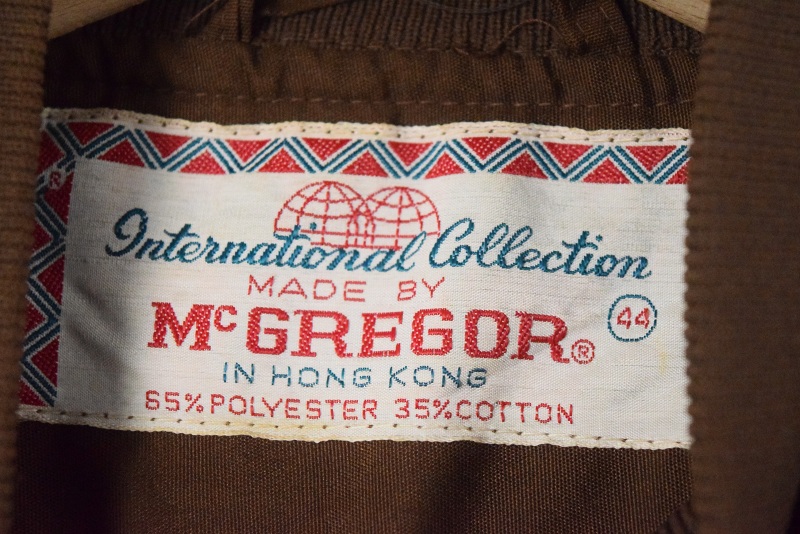 ®
International Collection
MADE BY
McGREGOR®
44
IN HONG KONG
65% POLYESTER 35% COTTON